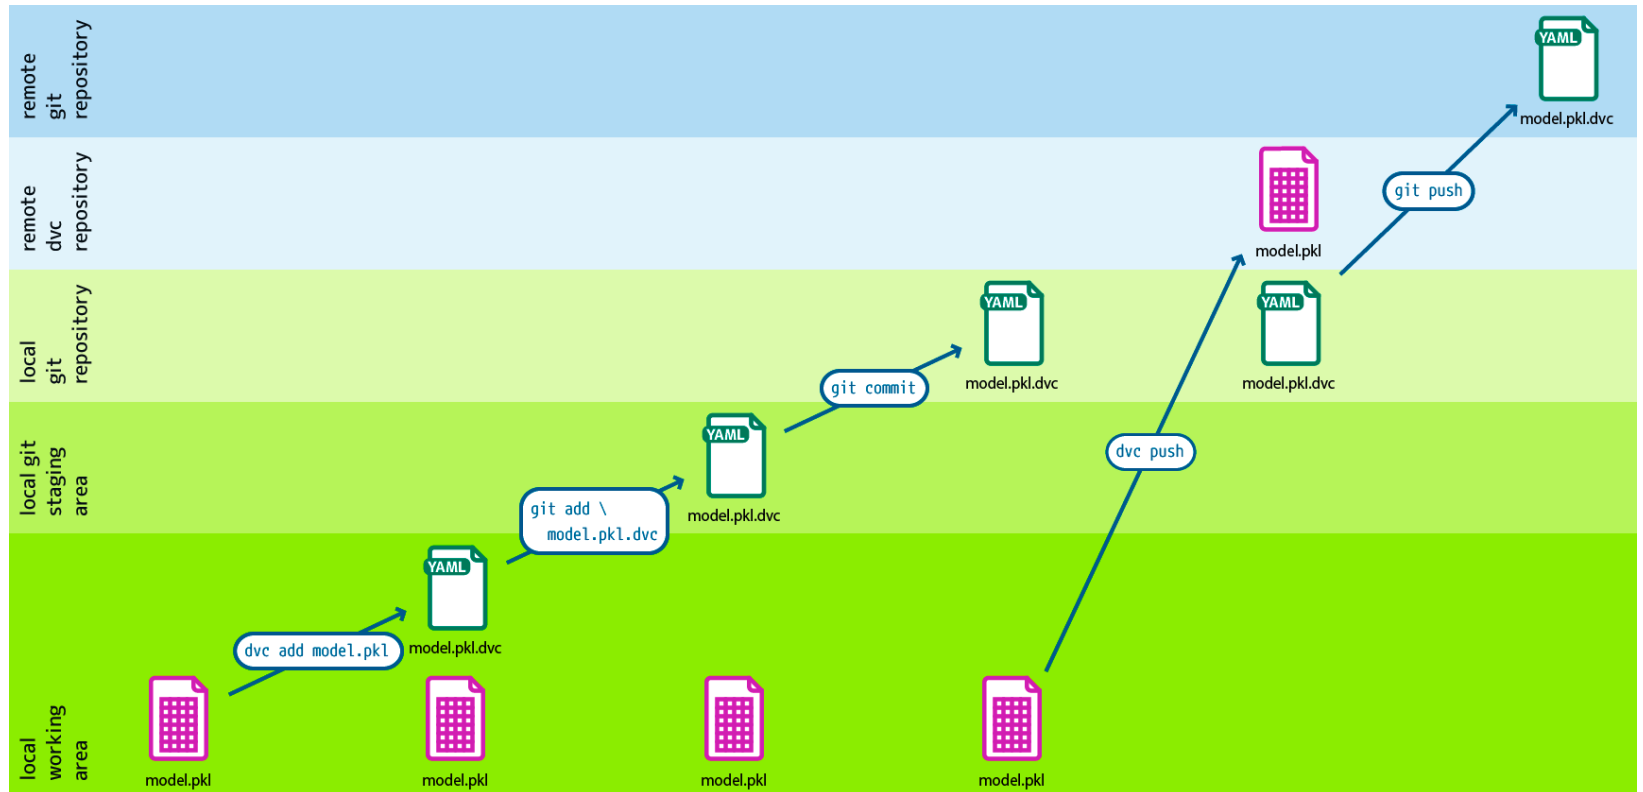 remote
git
repository
YAML
model.pkl.dvc
git push
remote
dvc
repository
model.pkl
local
git
repository
YAML
model.pkl.dvc
YAML
model.pkl.dvc
git commit
dvc push
local git
staging
area
YAML
model.pkl.dvc
git add \
model.pkl.dvc
local
working
area
YAML
model.pkl.dvc
dvc add model.pkl
model.pkl
model.pkl
model.pkl
model.pkl